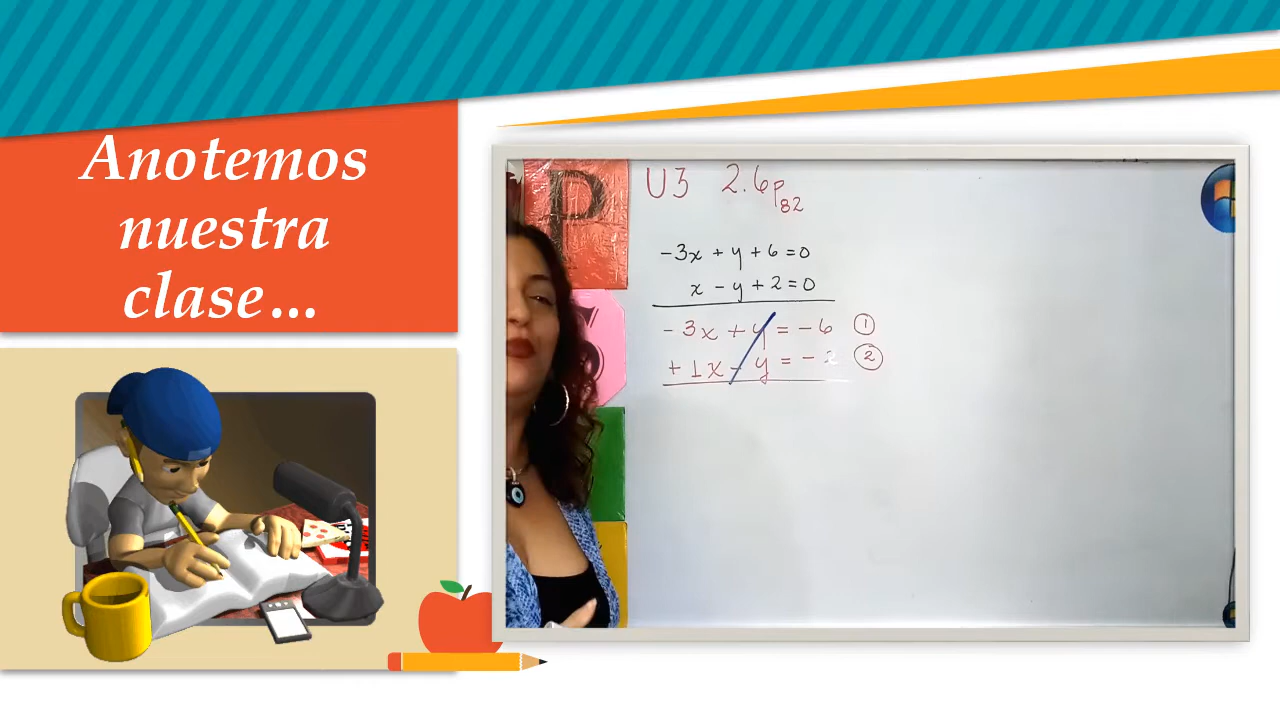 Anotemos
nuestra
clase...
P
U3 2.6 p82
-3x + y + 6 = 0
x - y + 2 = 0
- 3x + y = - 6 ①
+ 1x - y = - 2 ②